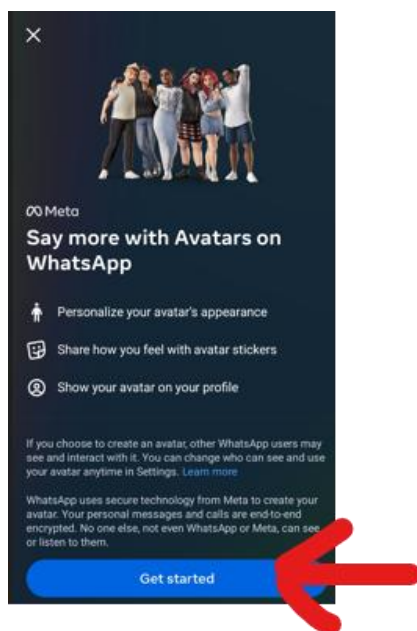 Meta
Say more with Avatars on
WhatsApp
Personalize your avatar's appearance
Share how you feel with avatar stickers
Show your avatar on your profile
If you choose to create an avatar, other WhatsApp users may
see and interact with it. You can change who can see and use
your avatar anytime in Settings. Learn more
WhatsApp uses secure technology from Meta to create your
avatar. Your personal messages and calls are end-to-end
encrypted. No one else, not even WhatsApp or Meta, can see
or listen to them.
Get started